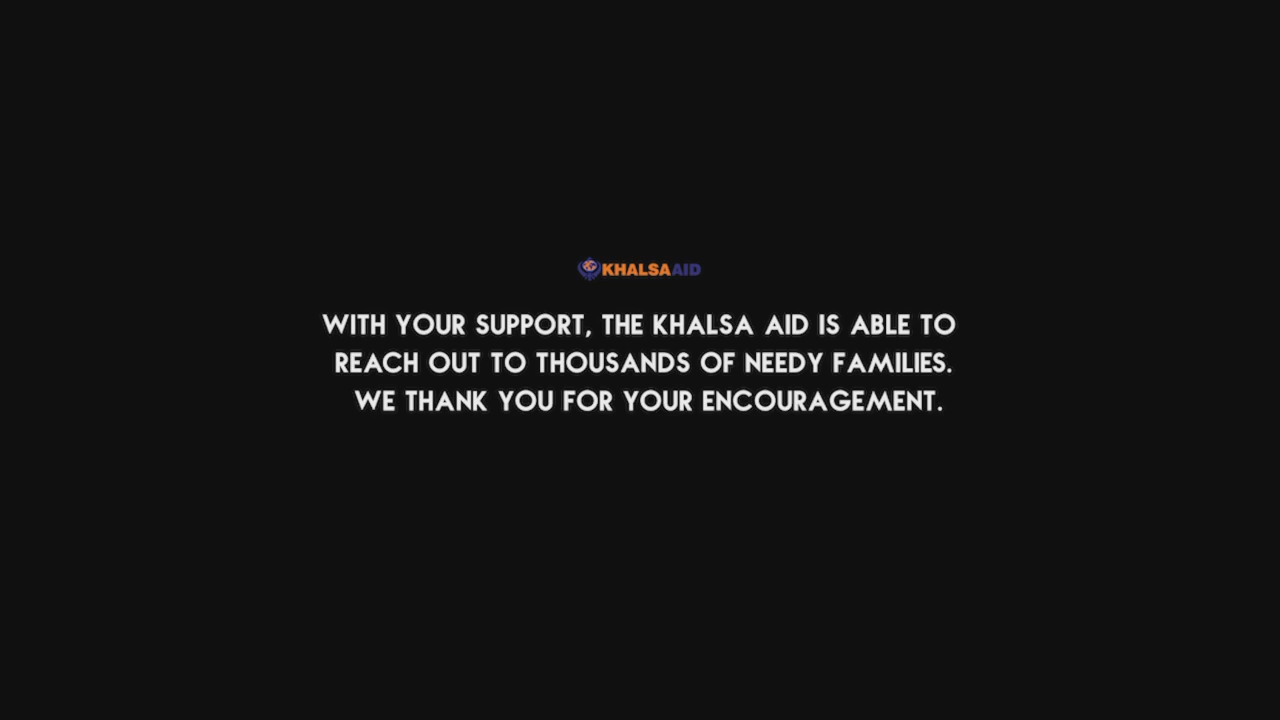 KHALSAAID
WITH YOUR SUPPORT, THE KHALSA AID IS ABLE TO
REACH OUT TO THOUSANDS OF NEEDY FAMILIES.
WE THANK YOU FOR YOUR ENCOURAGEMENT.